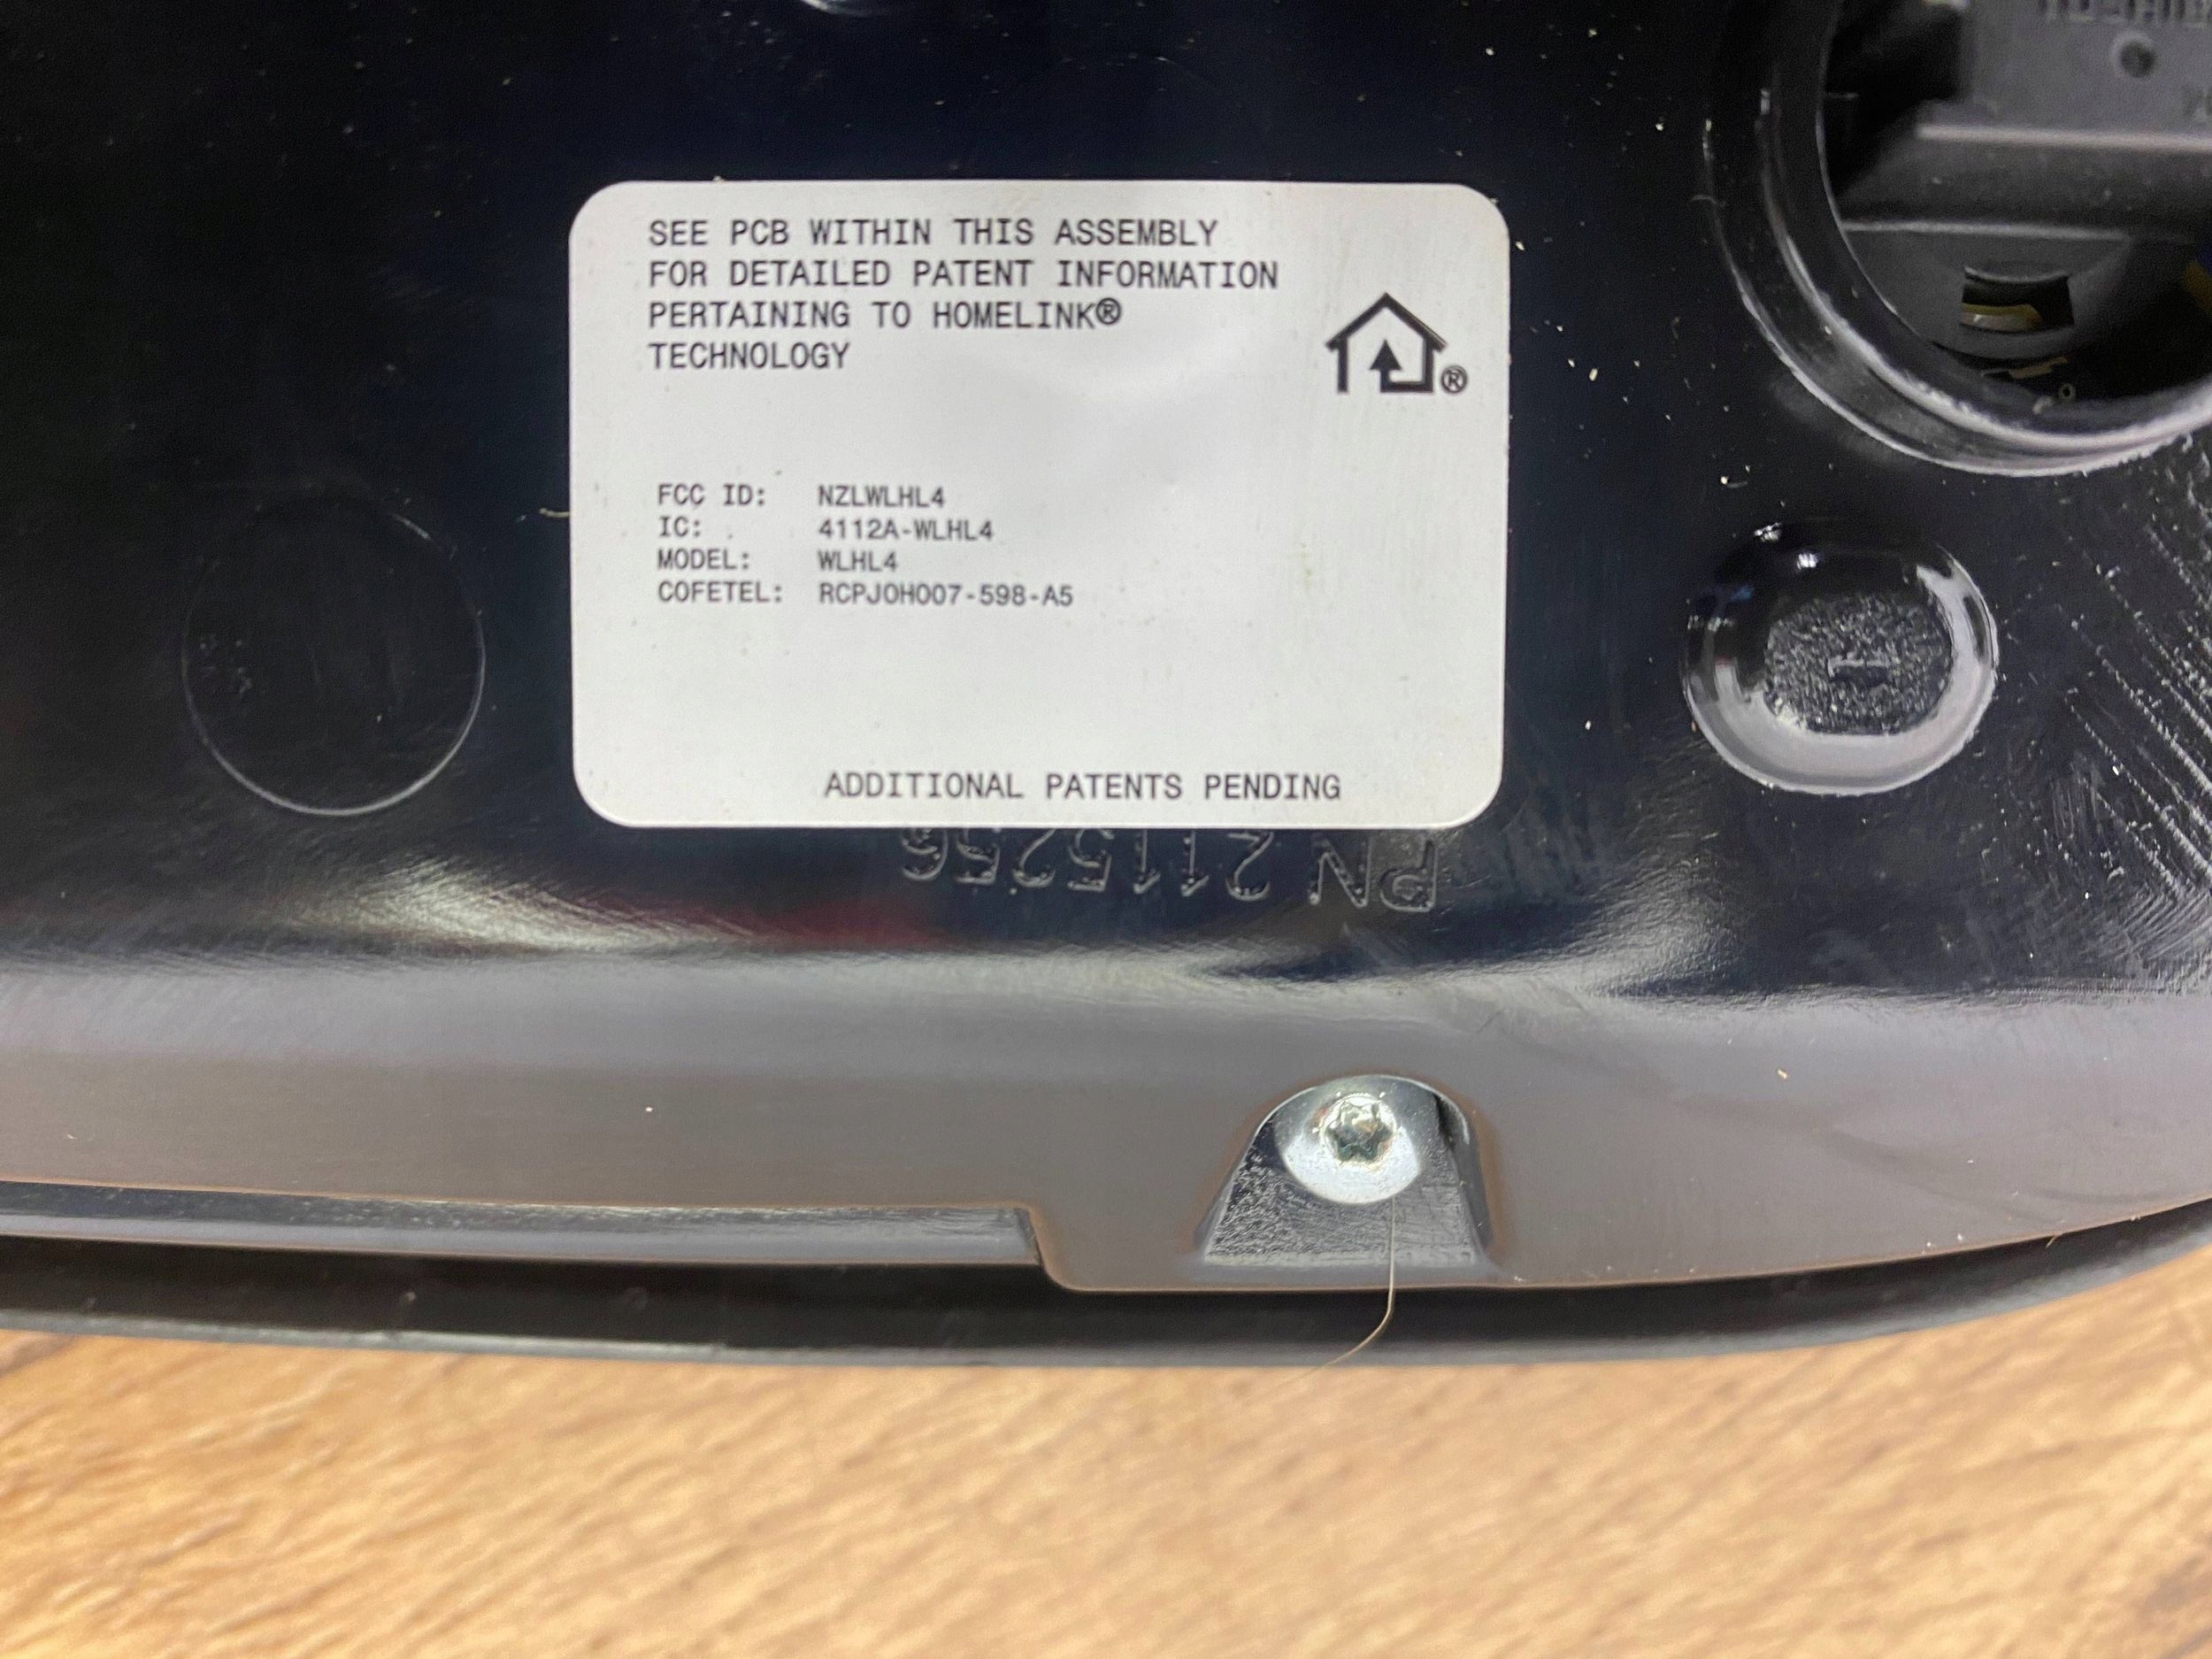 SEE PCB WITHIN THIS ASSEMBLY
FOR DETAILED PATENT INFORMATION
PERTAINING TO HOMELINK®
TECHNOLOGY
®
FCC ID: NZLWLHL4
IC: 4112A-WLHL4
MODEL: WLHL4
COFETEL: RCPJOHO07-598-A5
ADDITIONAL PATENTS PENDING
PN 2115256